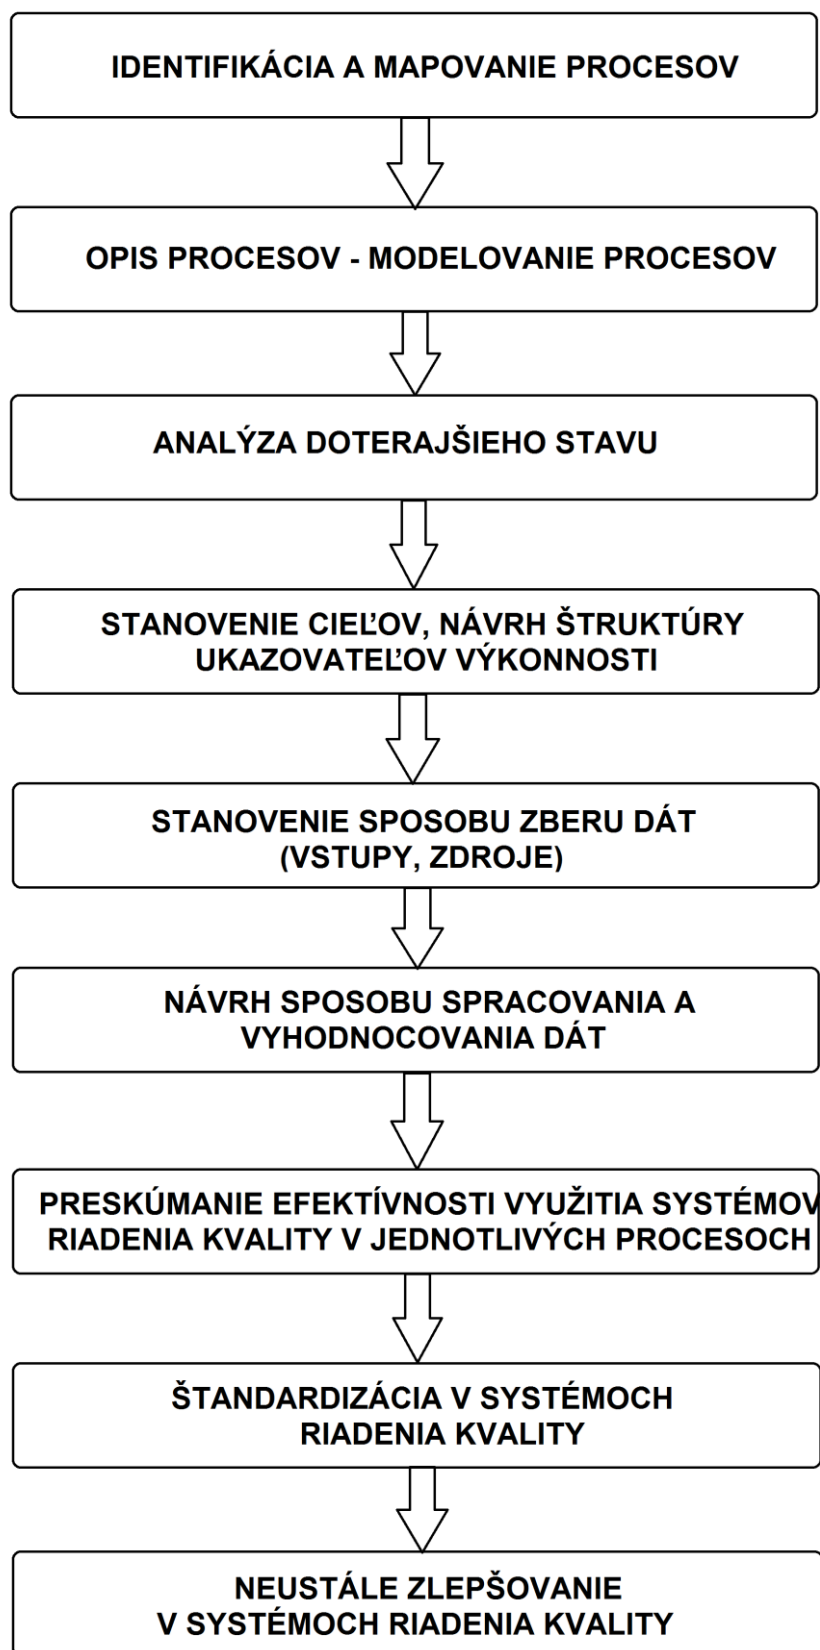 IDENTIFIKÁCIA A MAPOVANIE PROCESOV
OPIS PROCESOV - MODELOVANIE PROCESOV
ANALÝZA DOTERAJŠIEHO STAVU
STANOVENIE CIEĽOV, NÁVRH ŠTRUKTÚRY
UKAZOVATEĽOV VÝKONNOSTI
STANOVENIE SPOSOBU ZBERU DÁT
(VSTUPY, ZDROJE)
NÁVRH SPOSOBU SPRACOVANIA A
VYHODNOCOVANIA DÁT
PRESKÚMANIE EFEKTÍVNOSTI VYUŽITIA SYSTÉMOV
RIADENIA KVALITY V JEDNOTLIVÝCH PROCESOCH
ŠTANDARDIZÁCIA V SYSTÉMOCH
RIADENIA KVALITY
NEUSTÁLE ZLEPŠOVANIE
V SYSTÉMOCH RIADENIA KVALITY